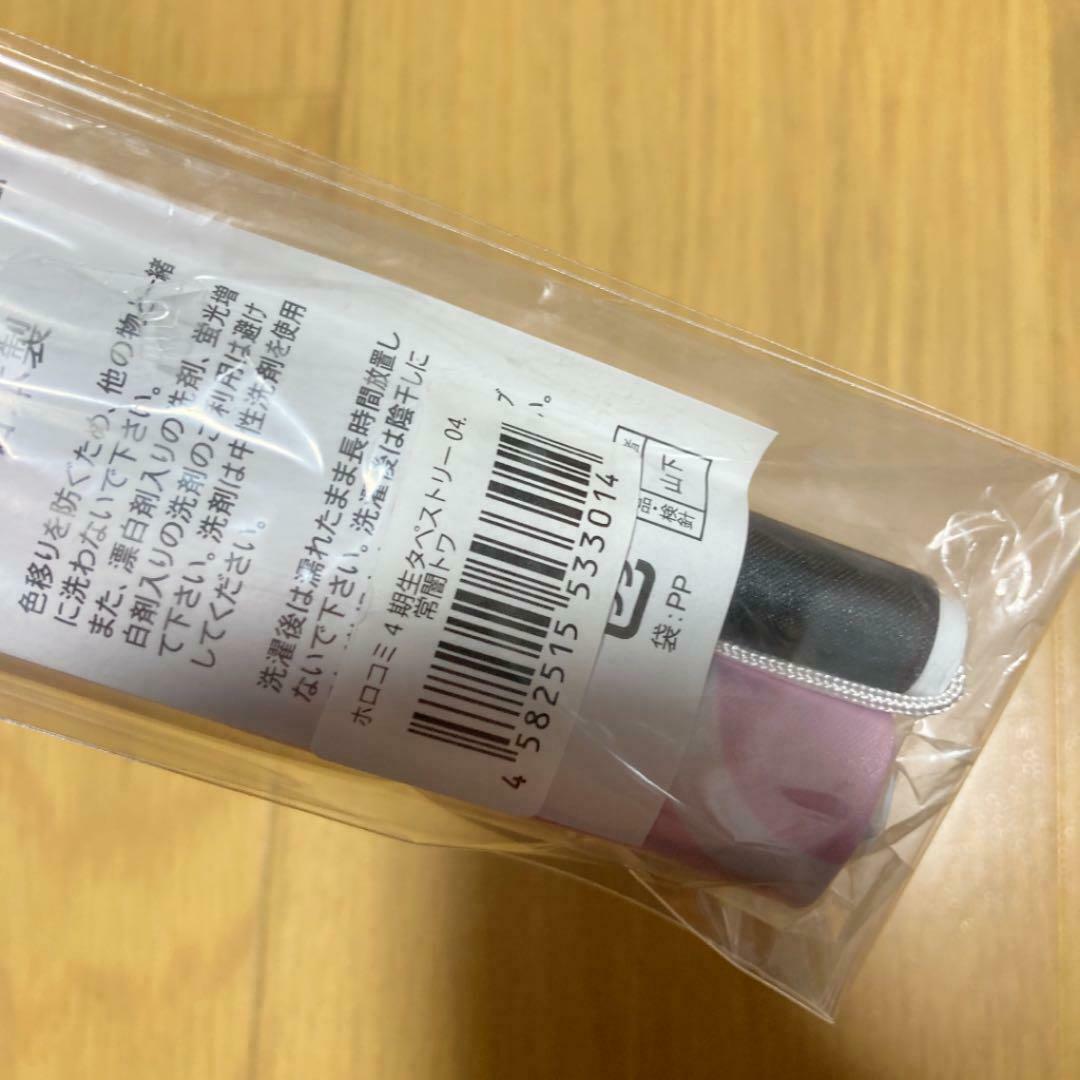 製
色移りを防ぐため、他の物と一緒
に洗わないで下さい。
また、漂白剤入りの洗剤、蛍光増
白剤入りの洗剤のご利用は避け
て下さい。洗剤は中性洗剤を使用
してください。
洗濯後は濡れたまま長時間放置し
ないで下さい。洗濯後は陰干しに
ホロコミ4期生タペストリー04.
常闇トワ
4582515533014
グ
い。
品・検針
山下
袋:PP